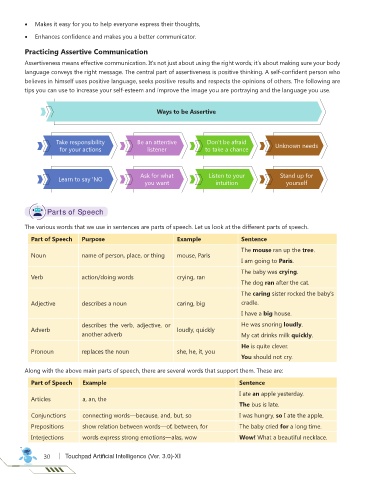 • Makes it easy for you to help everyone express their thoughts,
• Enhances confidence and makes you a better communicator.
Practicing Assertive Communication
Assertiveness means effective communication. It's not just about using the right words; it's about making sure your body
language conveys the right message. The central part of assertiveness is positive thinking. A self-confident person who
believes in himself uses positive language, seeks positive results and respects the opinions of others. The following are
tips you can use to increase your self-esteem and improve the image you are portraying and the language you use.
Ways to be Assertive
Take responsibility
for your actions
Be an attentive
listener
Don't be afraid
to take a chance
Unknown needs
Learn to say 'NO
Ask for what
you want
Listen to your
intuition
Stand up for
yourself
Parts of Speech
The various words that we use in sentences are parts of speech. Let us look at the different parts of speech.
Part of Speech Purpose Example Sentence
Noun name of person, place, or thing mouse, Paris The mouse ran up the tree.
I am going to Paris.
Verb action/doing words crying, ran The baby was crying.
The dog ran after the cat.
Adjective describes a noun caring, big The caring sister rocked the baby's
cradle.
I have a big house.
Adverb describes the verb, adjective, or
another adverb loudly, quickly He was snoring loudly.
My cat drinks milk quickly.
Pronoun replaces the noun she, he, it, you He is quite clever.
You should not cry.
Along with the above main parts of speech, there are several words that support them. These are:
Part of Speech Example Sentence
Articles a, an, the I ate an apple yesterday.
The bus is late.
Conjunctions connecting words—because, and, but, so I was hungry, so I ate the apple.
Prepositions show relation between words—of, between, for The baby cried for a long time.
Interjections words express strong emotions—alas, wow Wow! What a beautiful necklace.
30 Touchpad Artificial Intelligence (Ver. 3.0)-XI